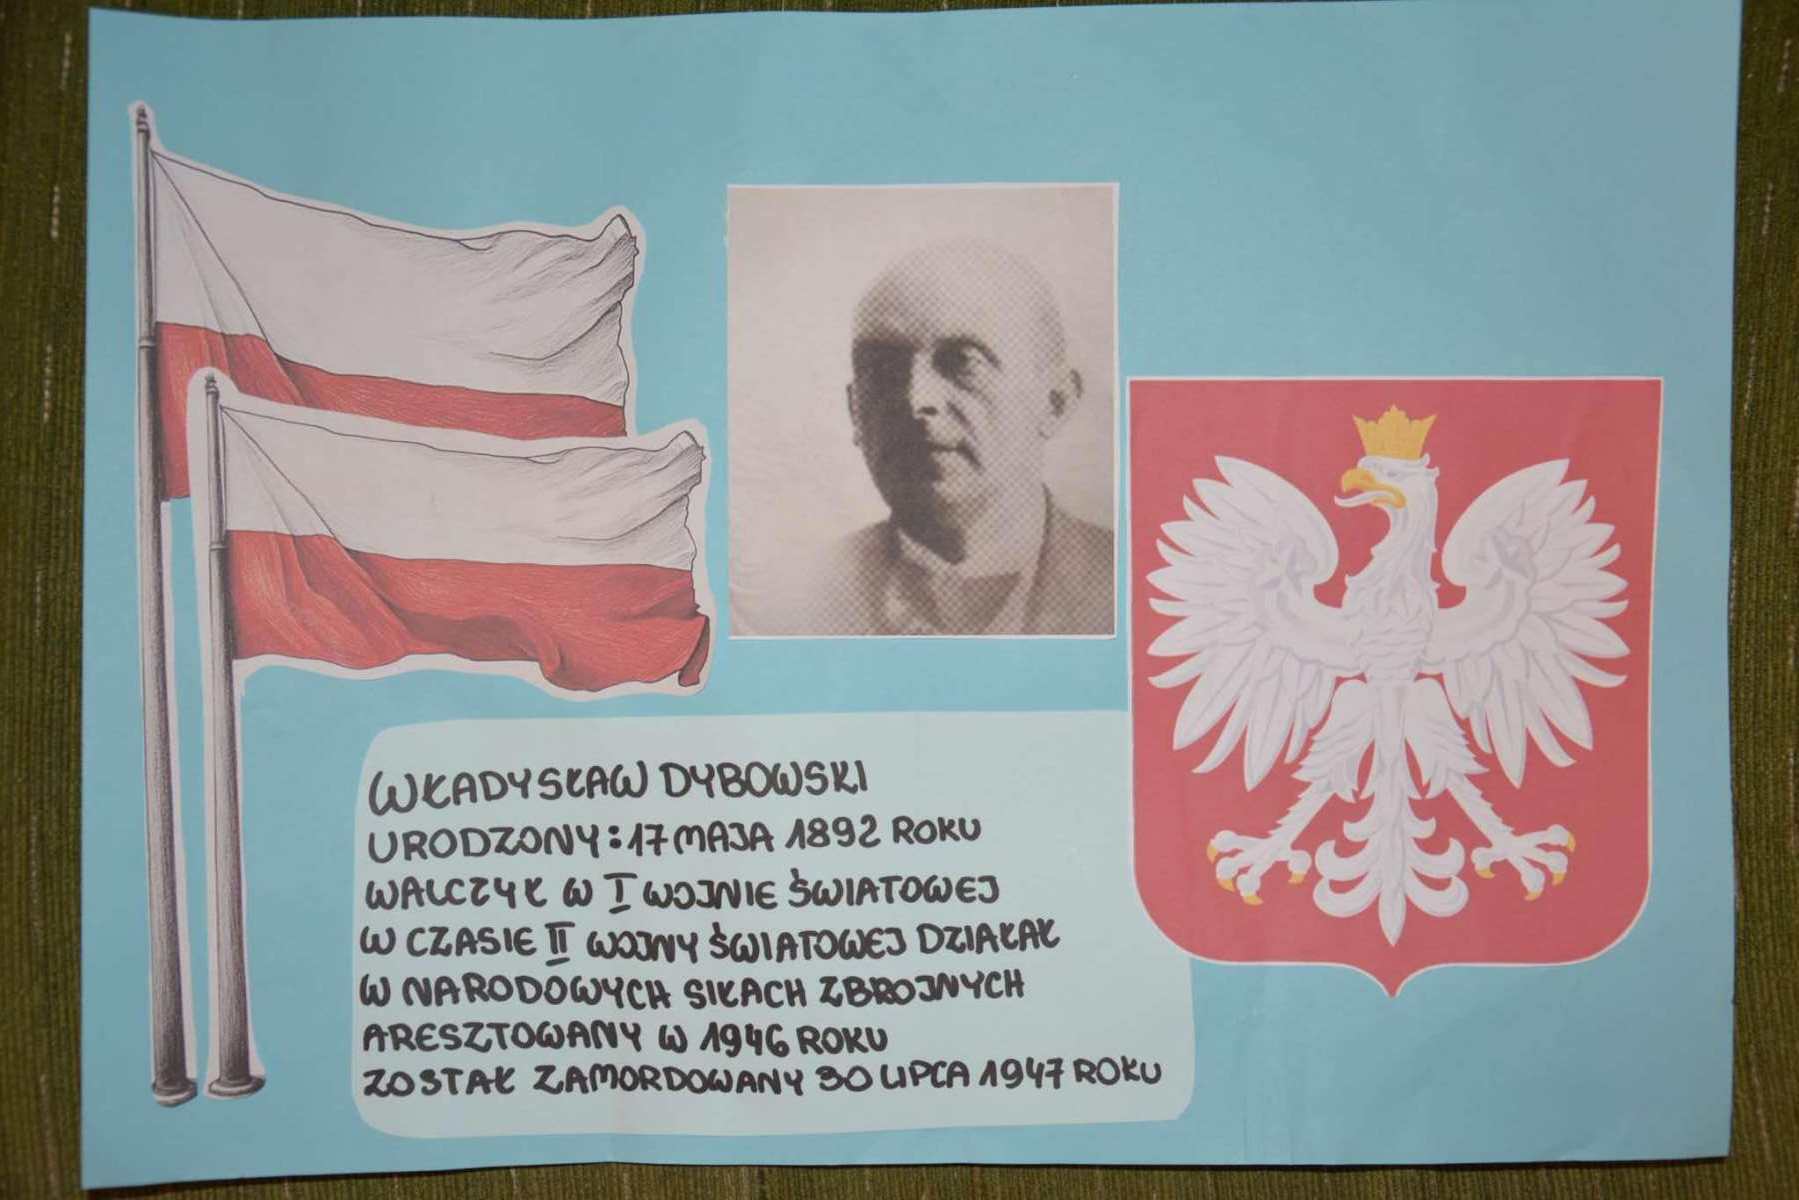 WŁADYSŁAW DYBOWSKI
URODZONY: 17 MAJA 1892 ROKU
WALCZYŁ W I WOJNIE ŚWIATOWEJ
W CZASIE II WOJNY ŚWIATOWEJ DZIAŁAŁ
W NARODOWYCH SIŁACH ZBROJNYCH
ARESZTOWANY W 1946 ROKU
ZOSTAŁ ZAMORDOWANY 30 LIPCA 1947 ROKU